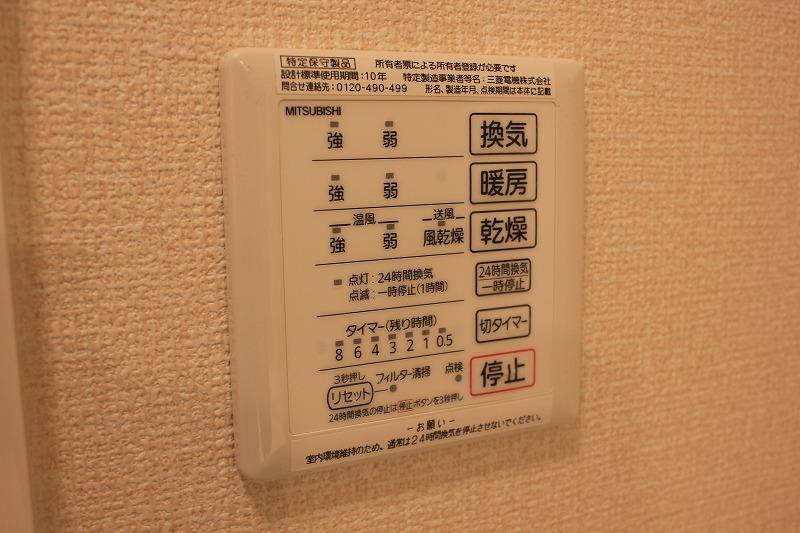 特定保守製品 所有者票による所有者登録が必要です
設計標準使用期間：10年 特定製造事業者等名：三菱電機株式会社
問合せ連絡先：0120-490-499 形名、製造年月、点検期間は本体に記載
MITSUBISHI
強 弱 換気
強 弱 暖房
温風 送風
強 弱 風乾燥 乾燥
点灯：24時間換気
点滅：一時停止(1時間)
24時間換気
一時停止
タイマー(残り時間)
8 6 4 3 2 1 0.5
切タイマー
3秒押し
リセット フィルター清掃 点検
停止
24時間換気の停止は停止ボタンを3秒押し
－お願い－
室内環境維持のため、通常は24時間換気を停止させないでください。